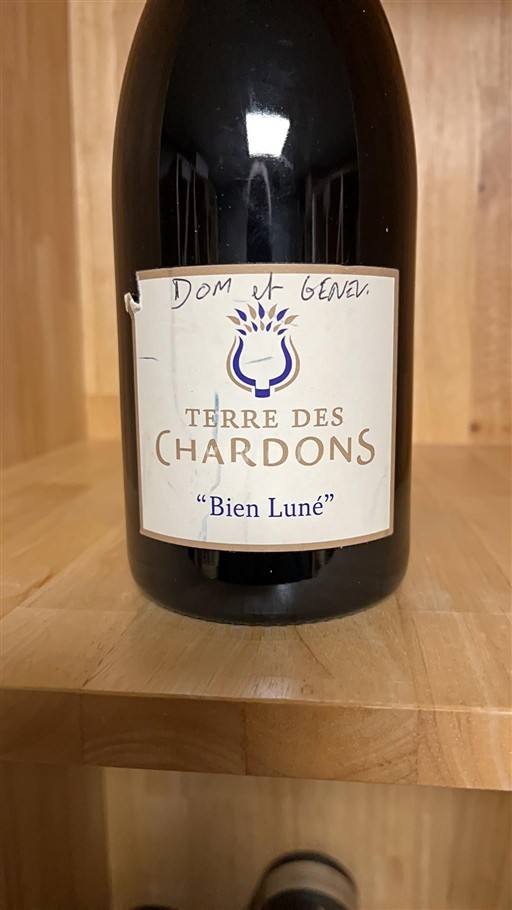 DOM et GENEV.
TERRE DES
CHARDONS
“Bien Luné”